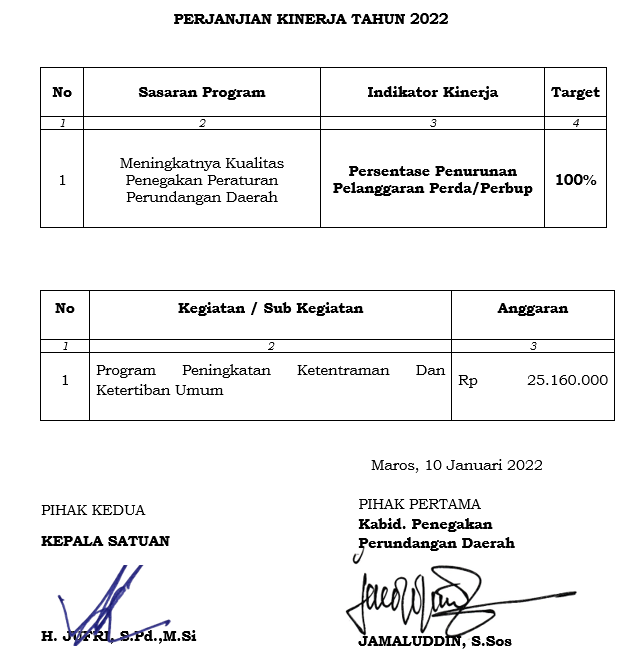 PERJANJIAN KINERJA TAHUN 2022
No Sasaran Program Indikator Kinerja Target
1 2 3 4
1 Meningkatnya Kualitas Penegakan Peraturan Perundangan Daerah Persentase Penurunan Pelanggaran Perda/Perbup 100%
No Kegiatan / Sub Kegiatan Anggaran
1 2 3
1 Program Peningkatan Ketentraman Dan Ketertiban Umum Rp 25.160.000
Maros, 10 Januari 2022
PIHAK KEDUA
KEPALA SATUAN
H. JUFRI, S.Pd.,M.Si
PIHAK PERTAMA
Kabid. Penegakan
Perundangan Daerah
JAMALUDDIN, S.Sos